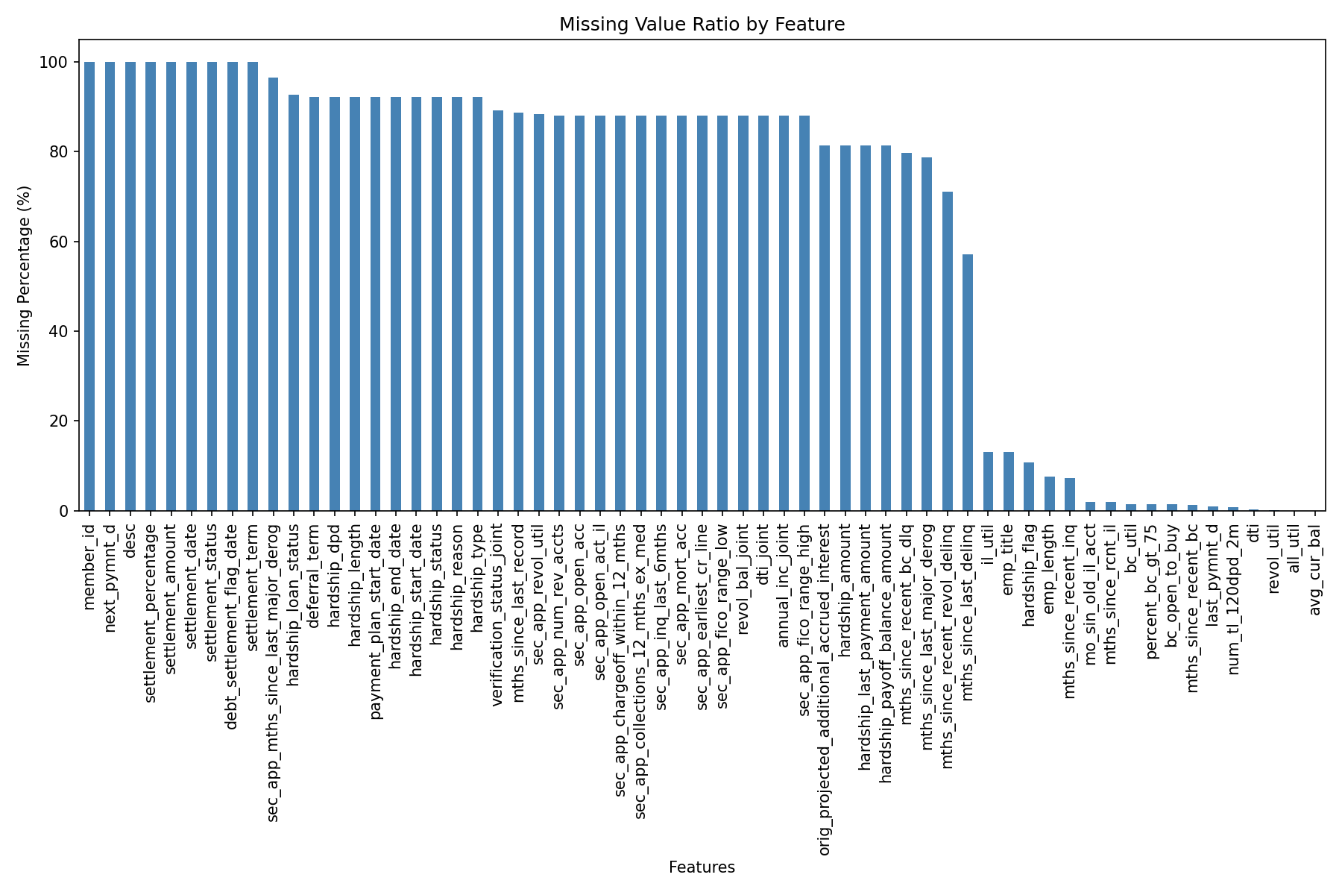 Missing Value Ratio by Feature
Missing Percentage (%)
100
80
60
40
20
0
member_id
next_pymnt_d
desc
settlement_percentage
settlement_amount
settlement_date
settlement_status
debt_settlement_flag_date
settlement_term
sec_app_mths_since_last_major_derog
hardship_loan_status
deferral_term
hardship_dpd
hardship_length
payment_plan_start_date
hardship_end_date
hardship_start_date
hardship_status
hardship_reason
hardship_type
verification_status_joint
mths_since_last_record
sec_app_revol_util
sec_app_num_rev_accts
sec_app_open_acc
sec_app_open_act_il
sec_app_chargeoff_within_12_mths
sec_app_collections_12_mths_ex_med
sec_app_inq_last_6mths
sec_app_mort_acc
sec_app_earliest_cr_line
sec_app_fico_range_low
revol_bal_joint
dti_joint
annual_inc_joint
sec_app_fico_range_high
orig_projected_additional_accrued_interest
hardship_amount
hardship_last_payment_amount
hardship_payoff_balance_amount
mths_since_recent_bc_dlq
mths_since_last_major_derog
mths_since_recent_revol_delinq
mths_since_last_delinq
il_util
emp_title
hardship_flag
emp_length
mths_since_recent_inq
mo_sin_old_il_acct
mths_since_rcnt_il
bc_util
percent_bc_gt_75
bc_open_to_buy
mths_since_recent_bc
last_pymnt_d
num_tl_120dpd_2m
dti
revol_util
all_util
avg_cur_bal
Features